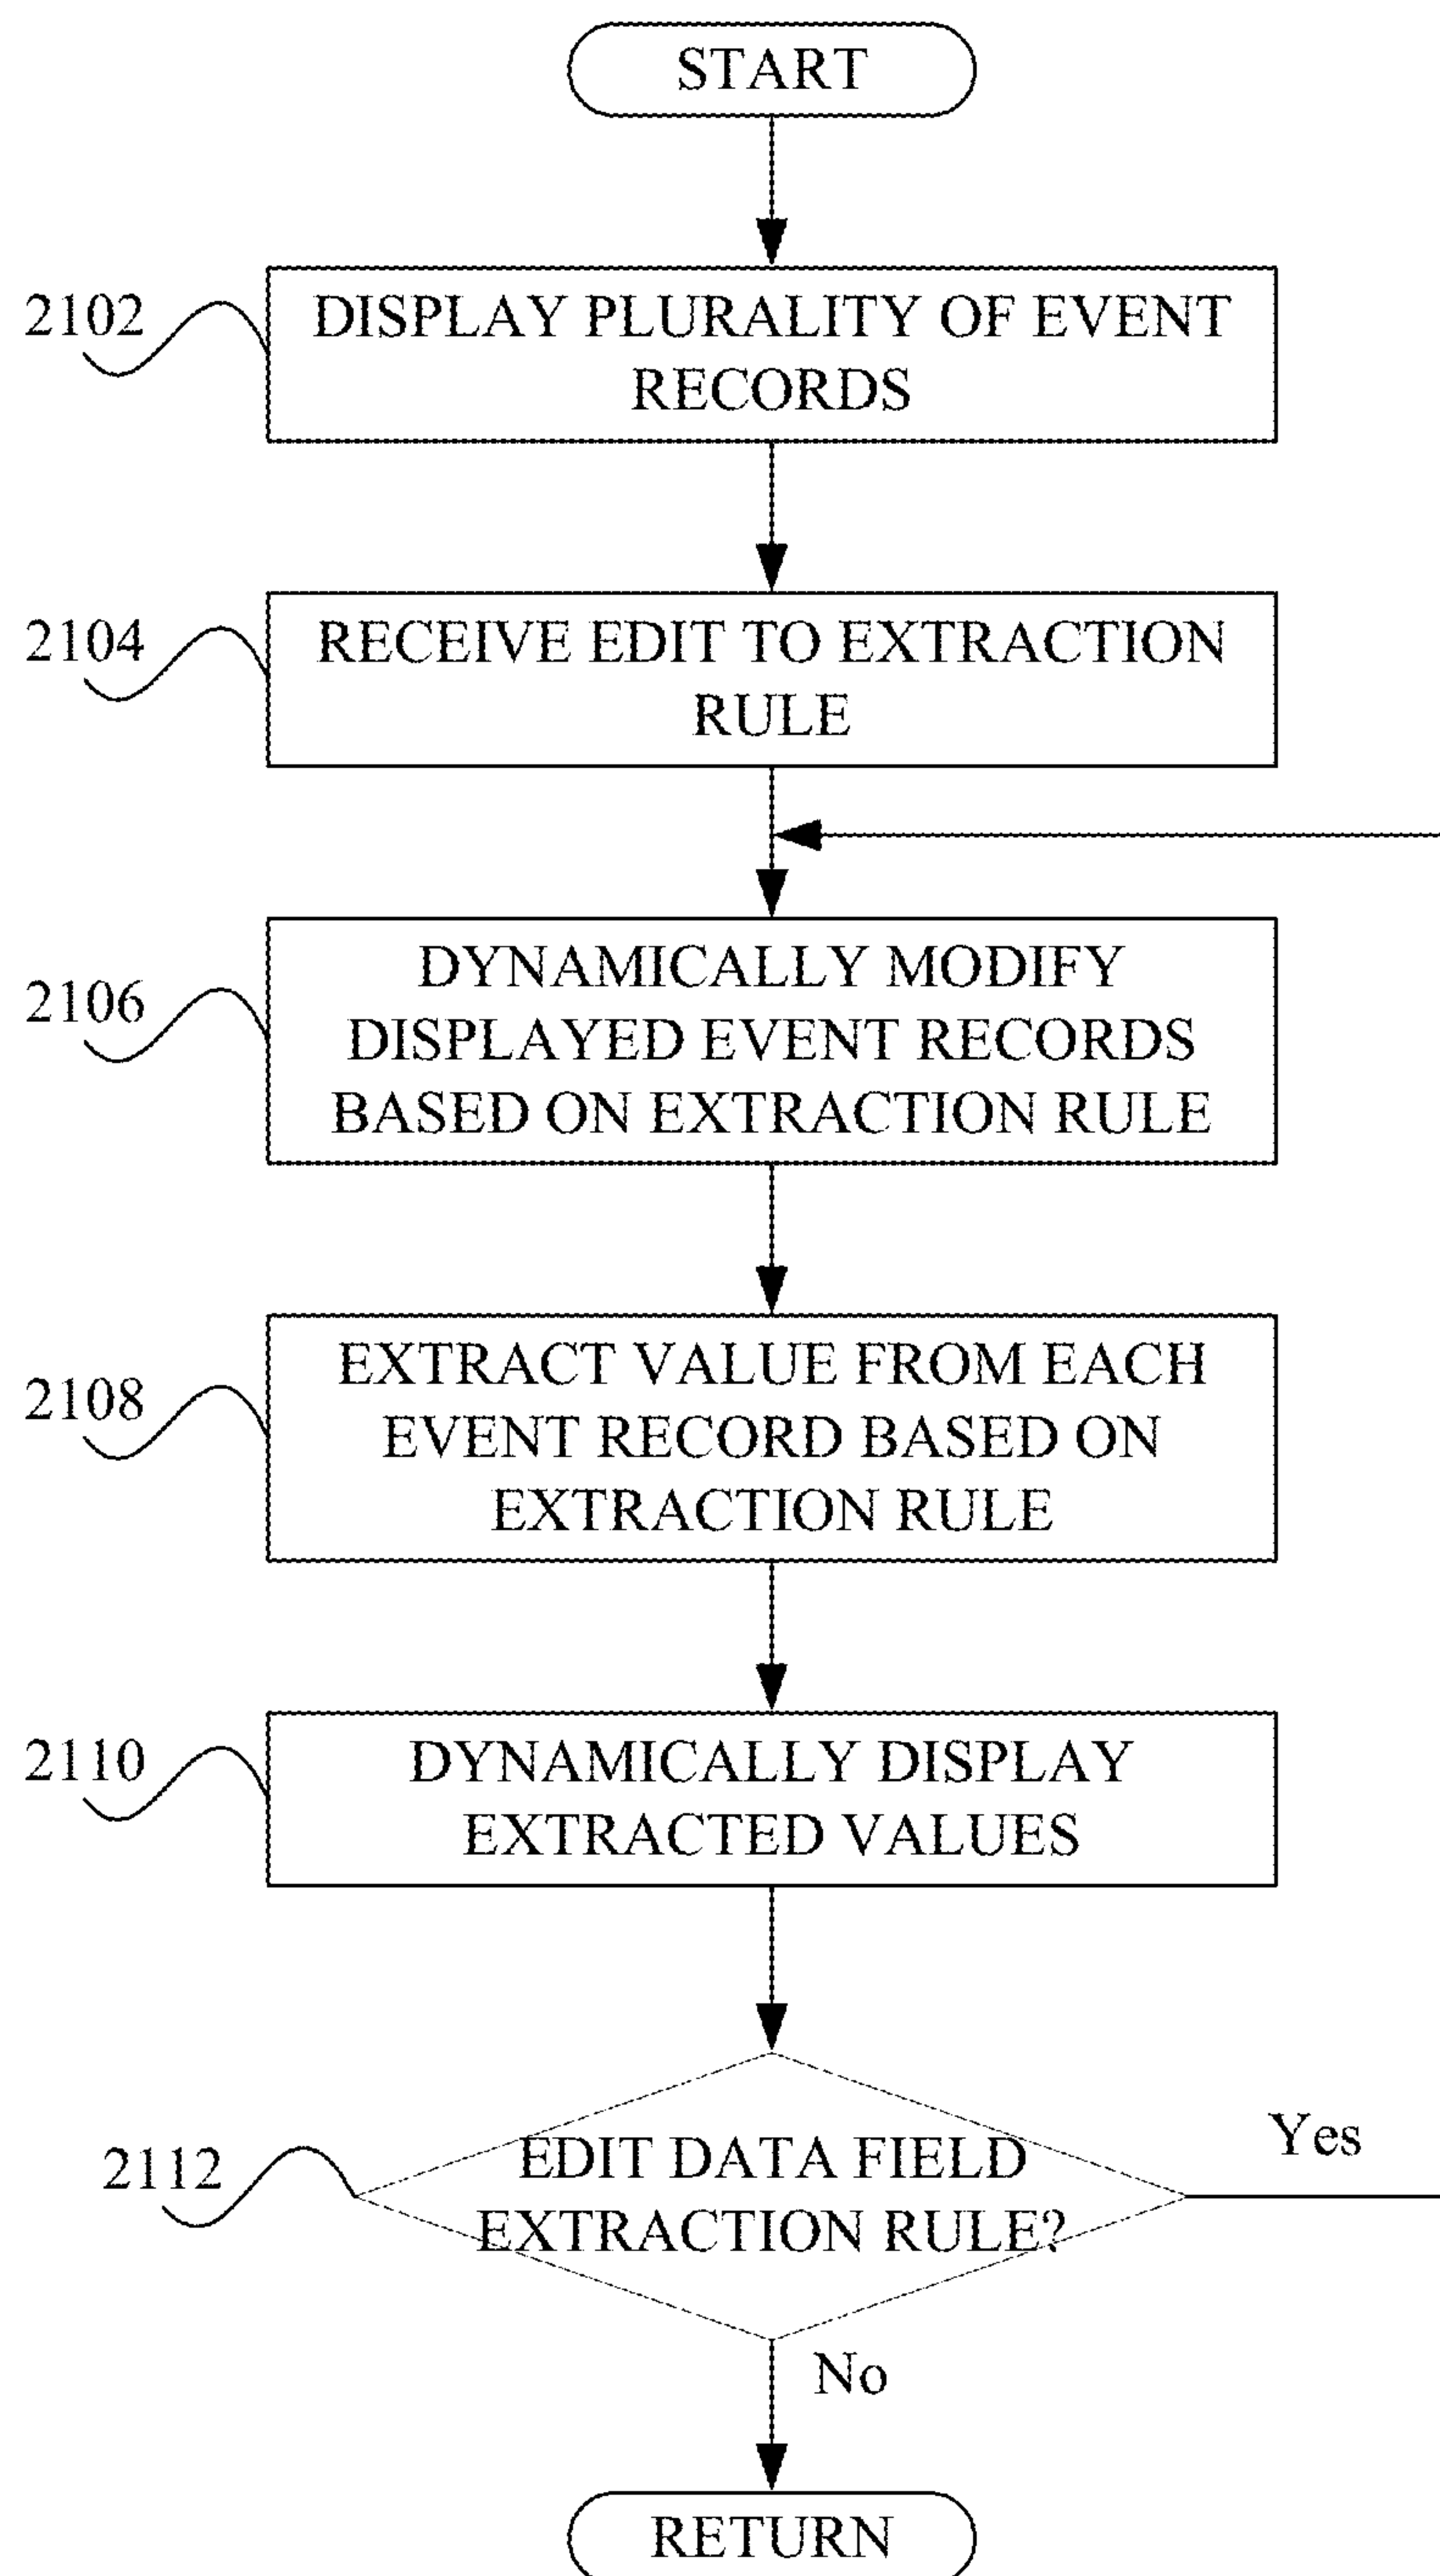 START
2102
DISPLAY PLURALITY OF EVENT
RECORDS
2104
RECEIVE EDIT TO EXTRACTION
RULE
2106
DYNAMICALLY MODIFY
DISPLAYED EVENT RECORDS
BASED ON EXTRACTION RULE
2108
EXTRACT VALUE FROM EACH
EVENT RECORD BASED ON
EXTRACTION RULE
2110
DYNAMICALLY DISPLAY
EXTRACTED VALUES
2112
EDIT DATA FIELD
EXTRACTION RULE?
Yes
No
RETURN